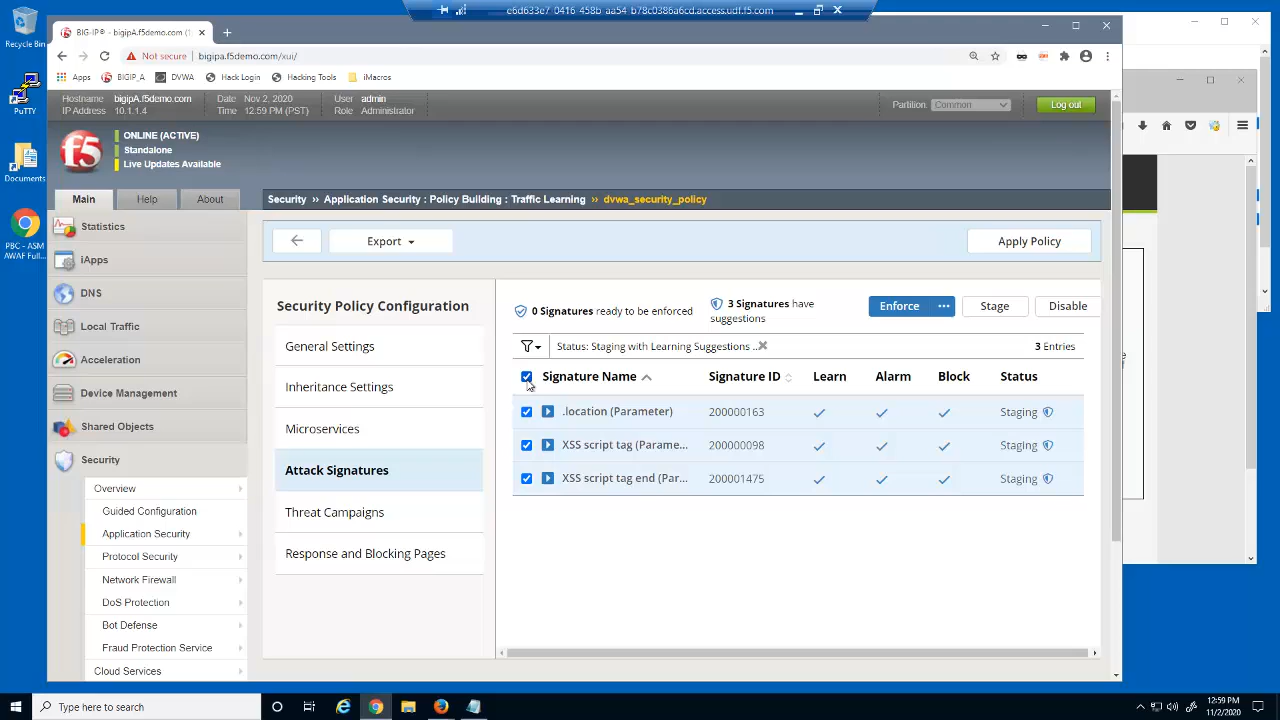 e6d633e7-0416-458b-aa54-b78c0386a6cd.access.udf.f5.com
Recycle Bin
PuTTY
Documents
PBC - ASM
AWAF Full...
BIG-IP® - bigipA.f5demo.com (1
Not secure
bigipa.f5demo.com/xui/
Apps
BIGIP_A
DVWA
Hack Login
Hacking Tools
iMacros
Hostname bigipA.f5demo.com
IP Address 10.1.1.4
Date Nov 2, 2020
Time 12:59 PM (PST)
User admin
Role Administrator
Partition: Common
Log out
f5
ONLINE (ACTIVE)
Standalone
Live Updates Available
Main
Help
About
Security ›› Application Security : Policy Building : Traffic Learning ›› dvwa_security_policy
Statistics
iApps
DNS
Local Traffic
Acceleration
Device Management
Shared Objects
Security
Overview
Guided Configuration
Application Security
Protocol Security
Network Firewall
DoS Protection
Bot Defense
Fraud Protection Service
Cloud Services
Export
Apply Policy
Security Policy Configuration
General Settings
Inheritance Settings
Microservices
Attack Signatures
Threat Campaigns
Response and Blocking Pages
0 Signatures ready to be enforced
3 Signatures have
suggestions
Enforce ...
Stage
Disable
Status: Staging with Learning Suggestions ...
3 Entries
Signature Name Signature ID Learn Alarm Block Status
.location (Parameter) 200000163 Staging
XSS script tag (Parame... 200000098 Staging
XSS script tag end (Par... 200001475 Staging
Type here to search
12:59 PM
11/2/2020